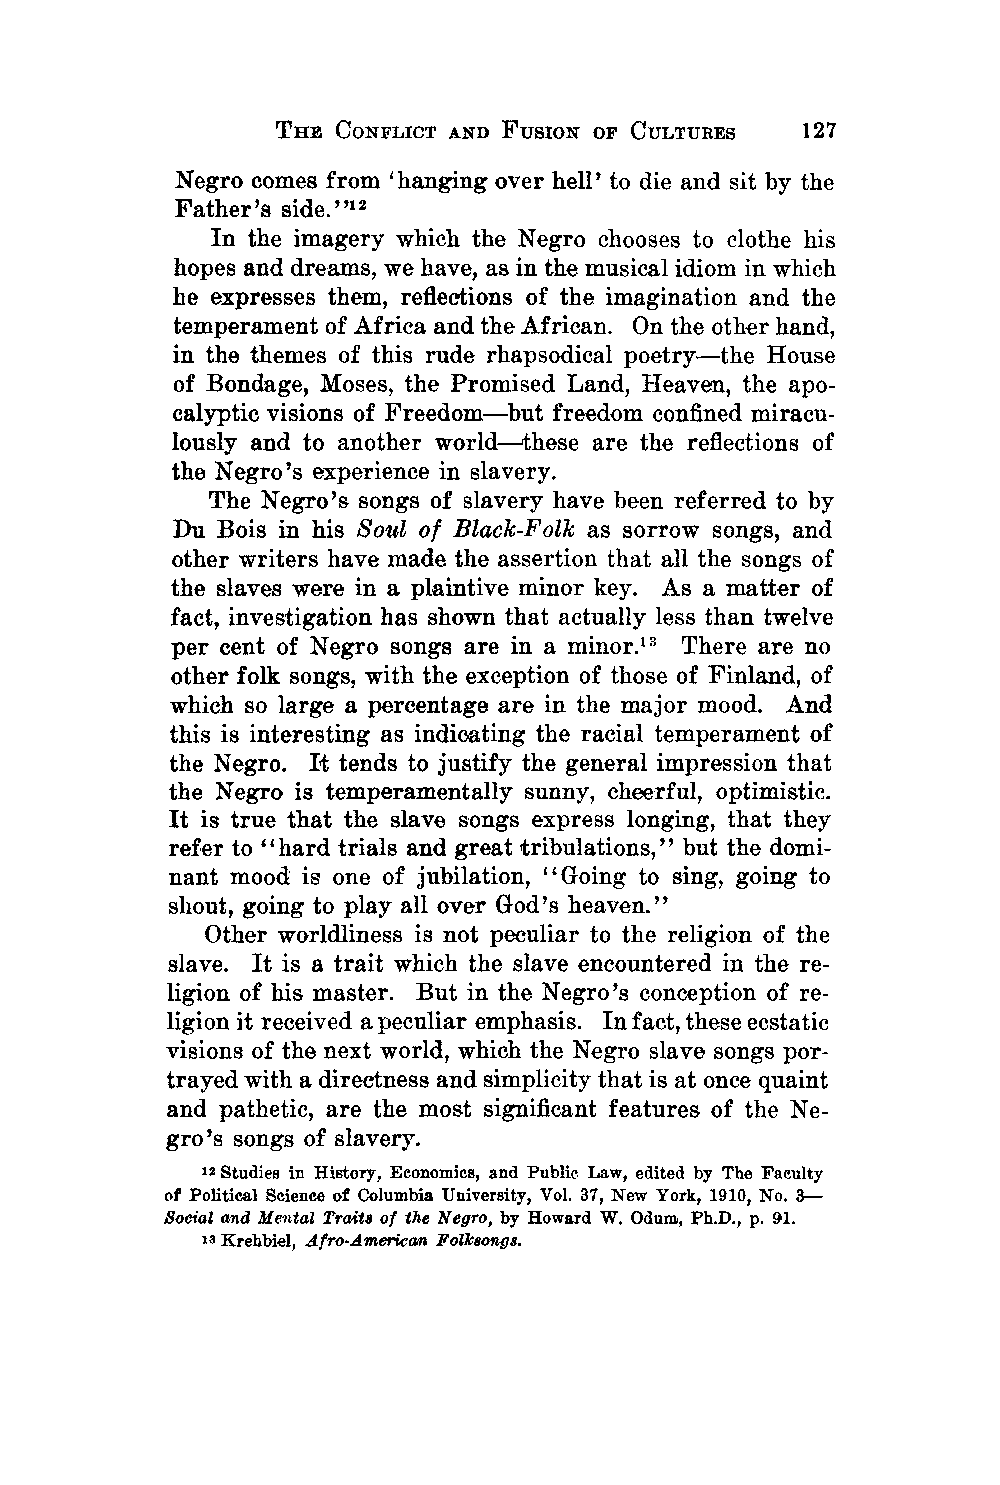 The Conflict and Fusion of Cultures 127
Negro comes from ‘hanging over hell’ to die and sit by the
Father’s side.’’¹²
In the imagery which the Negro chooses to clothe his
hopes and dreams, we have, as in the musical idiom in which
he expresses them, reflections of the imagination and the
temperament of Africa and the African. On the other hand,
in the themes of this rude rhapsodical poetry—the House
of Bondage, Moses, the Promised Land, Heaven, the apo-
calyptic visions of Freedom—but freedom confined miracu-
lously and to another world—these are the reflections of
the Negro’s experience in slavery.
The Negro’s songs of slavery have been referred to by
Du Bois in his Soul of Black-Folk as sorrow songs, and
other writers have made the assertion that all the songs of
the slaves were in a plaintive minor key. As a matter of
fact, investigation has shown that actually less than twelve
per cent of Negro songs are in a minor.¹³ There are no
other folk songs, with the exception of those of Finland, of
which so large a percentage are in the major mood. And
this is interesting as indicating the racial temperament of
the Negro. It tends to justify the general impression that
the Negro is temperamentally sunny, cheerful, optimistic.
It is true that the slave songs express longing, that they
refer to ‘‘hard trials and great tribulations,’’ but the domi-
nant mood is one of jubilation, ‘‘Going to sing, going to
shout, going to play all over God’s heaven.’’
Other worldliness is not peculiar to the religion of the
slave. It is a trait which the slave encountered in the re-
ligion of his master. But in the Negro’s conception of re-
ligion it received a peculiar emphasis. In fact, these ecstatic
visions of the next world, which the Negro slave songs por-
trayed with a directness and simplicity that is at once quaint
and pathetic, are the most significant features of the Ne-
gro’s songs of slavery.
¹² Studies in History, Economics, and Public Law, edited by The Faculty
of Political Science of Columbia University, Vol. 37, New York, 1910, No. 3—
Social and Mental Traits of the Negro, by Howard W. Odum, Ph.D., p. 91.
¹³ Krehbiel, Afro-American Folksongs.